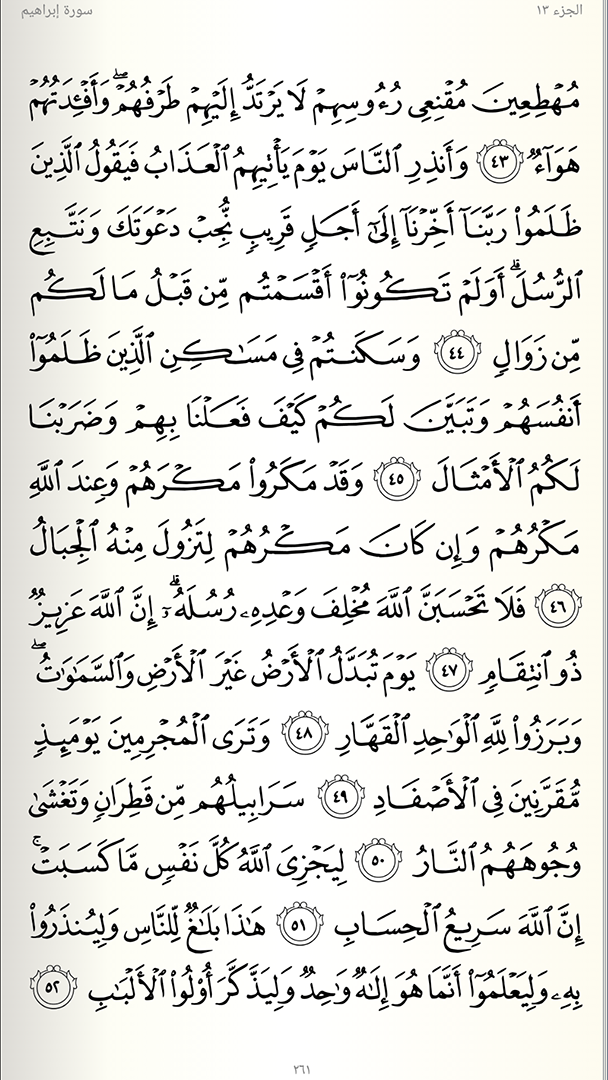 سورة إبراهيم
الجزء ١٣
مُهۡطِعِينَ مُقۡنِعِي رُءُوسِهِمۡ لَا يَرۡتَدُّ إِلَيۡهِمۡ طَرۡفُهُمۡۖ وَأَفۡـِٔدَتُهُمۡ
هَوَآءٞ ٤٣ وَأَنذِرِ ٱلنَّاسَ يَوۡمَ يَأۡتِيهِمُ ٱلۡعَذَابُ فَيَقُولُ ٱلَّذِينَ
ظَلَمُواْ رَبَّنَآ أَخِّرۡنَآ إِلَىٰٓ أَجَلٖ قَرِيبٖ نُّجِبۡ دَعۡوَتَكَ وَنَتَّبِعِ
ٱلرُّسُلَۗ أَوَلَمۡ تَكُونُوٓاْ أَقۡسَمۡتُم مِّن قَبۡلُ مَا لَكُم
مِّن زَوَالٖ ٤٤ وَسَكَنتُمۡ فِي مَسَٰكِنِ ٱلَّذِينَ ظَلَمُوٓاْ
أَنفُسَهُمۡ وَتَبَيَّنَ لَكُمۡ كَيۡفَ فَعَلۡنَا بِهِمۡ وَضَرَبۡنَا
لَكُمُ ٱلۡأَمۡثَالَ ٤٥ وَقَدۡ مَكَرُواْ مَكۡرَهُمۡ وَعِندَ ٱللَّهِ
مَكۡرُهُمۡ وَإِن كَانَ مَكۡرُهُمۡ لِتَزُولَ مِنۡهُ ٱلۡجِبَالُ
٤٦ فَلَا تَحۡسَبَنَّ ٱللَّهَ مُخۡلِفَ وَعۡدِهِۦ رُسُلَهُۥٓۚ إِنَّ ٱللَّهَ عَزِيزٞ
ذُو ٱنتِقَامٖ ٤٧ يَوۡمَ تُبَدَّلُ ٱلۡأَرۡضُ غَيۡرَ ٱلۡأَرۡضِ وَٱلسَّمَٰوَٰتُۖ
وَبَرَزُواْ لِلَّهِ ٱلۡوَٰحِدِ ٱلۡقَهَّارِ ٤٨ وَتَرَى ٱلۡمُجۡرِمِينَ يَوۡمَئِذٖ
مُّقَرَّنِينَ فِي ٱلۡأَصۡفَادِ ٤٩ سَرَابِيلُهُم مِّن قَطِرَانٖ وَتَغۡشَىٰ
وُجُوهَهُمُ ٱلنَّارُ ٥٠ لِيَجۡزِيَ ٱللَّهُ كُلَّ نَفۡسٖ مَّا كَسَبَتۡۚ
إِنَّ ٱللَّهَ سَرِيعُ ٱلۡحِسَابِ ٥١ هَٰذَا بَلَٰغٞ لِّلنَّاسِ وَلِيُنذَرُواْ
بِهِۦ وَلِيَعۡلَمُوٓاْ أَنَّمَا هُوَ إِلَٰهٞ وَٰحِدٞ وَلِيَذَّكَّرَ أُوْلُواْ ٱلۡأَلۡبَٰبِ ٥٢
٢٦١